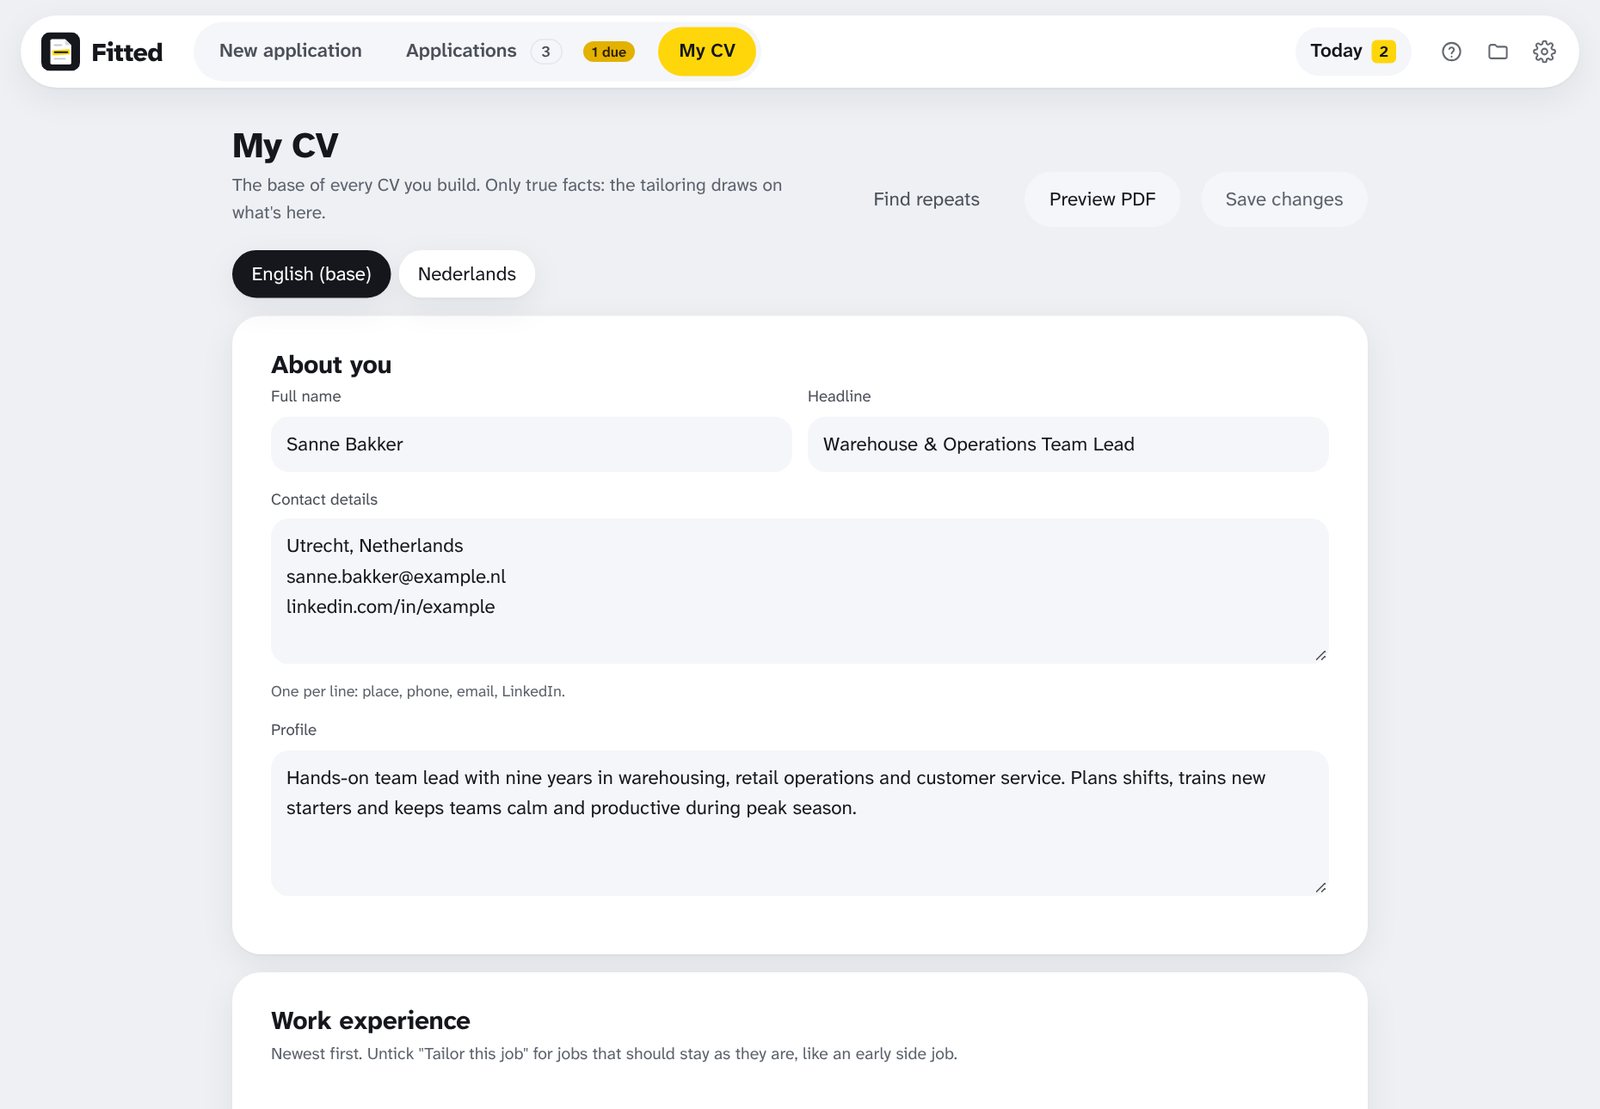 Fitted
New application
Applications 3 1 due
My CV
Today 2
My CV
The base of every CV you build. Only true facts: the tailoring draws on
what's here.
Find repeats
Preview PDF
Save changes
English (base)
Nederlands
About you
Full name
Sanne Bakker
Headline
Warehouse & Operations Team Lead
Contact details
Utrecht, Netherlands
sanne.bakker@example.nl
linkedin.com/in/example
One per line: place, phone, email, LinkedIn.
Profile
Hands-on team lead with nine years in warehousing, retail operations and customer service. Plans shifts, trains new
starters and keeps teams calm and productive during peak season.
Work experience
Newest first. Untick "Tailor this job" for jobs that should stay as they are, like an early side job.